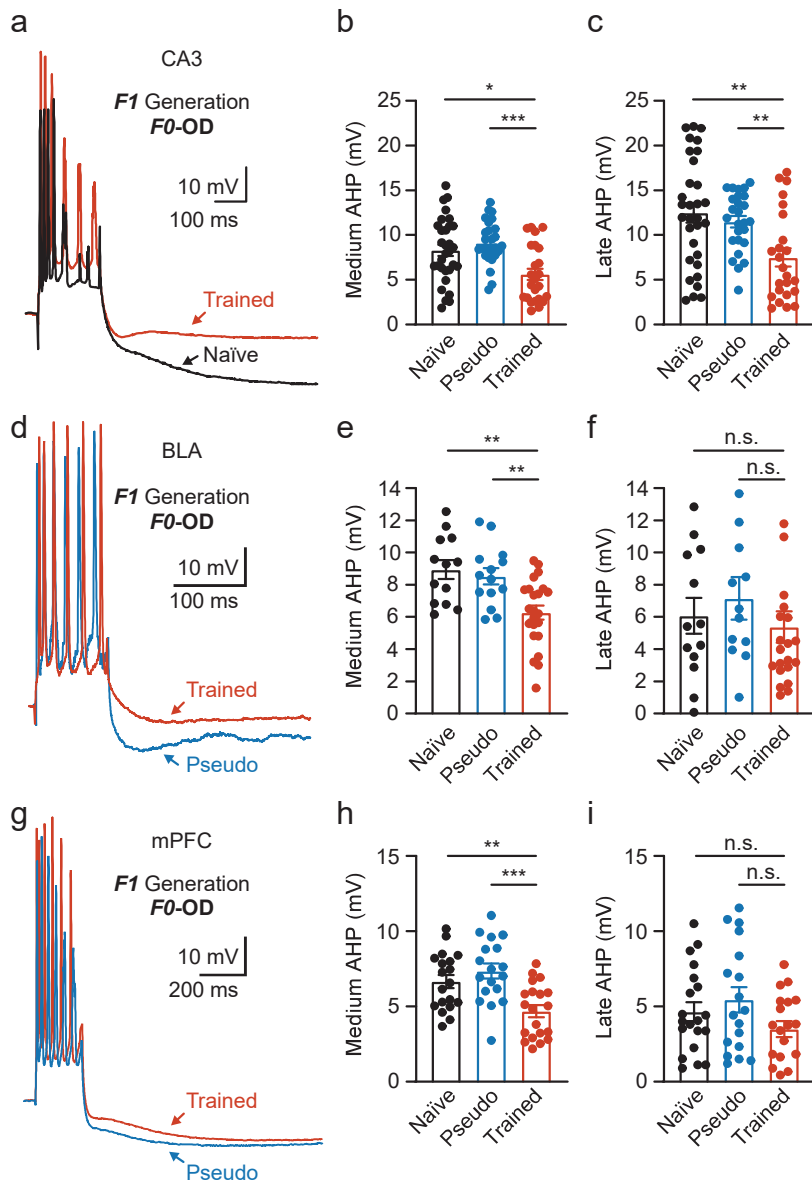 a
CA3
F1 Generation
F0-OD
10 mV
100 ms
Trained
Naïve
b
Medium AHP (mV)
25
20
15
10
5
0
*
***
Naïve
Pseudo
Trained
c
Late AHP (mV)
25
20
15
10
5
0
**
**
Naïve
Pseudo
Trained
d
BLA
F1 Generation
F0-OD
10 mV
100 ms
Trained
Pseudo
e
Medium AHP (mV)
14
12
10
8
6
4
2
0
**
**
Naïve
Pseudo
Trained
f
Late AHP (mV)
14
12
10
8
6
4
2
0
n.s.
n.s.
Naïve
Pseudo
Trained
g
mPFC
F1 Generation
F0-OD
10 mV
200 ms
Trained
Pseudo
h
Medium AHP (mV)
15
10
5
0
**
***
Naïve
Pseudo
Trained
i
Late AHP (mV)
15
10
5
0
n.s.
n.s.
Naïve
Pseudo
Trained